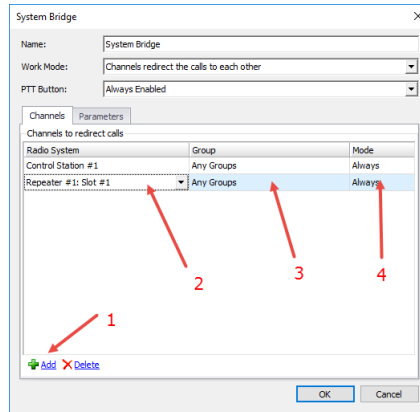 System Bridge
Name: System Bridge
Work Mode: Channels redirect the calls to each other
PTT Button: Always Enabled
Channels Parameters
Channels to redirect calls
Radio System Group Mode
Control Station #1 Any Groups Always
Repeater #1: Slot #1 Any Groups Always
2 3 4
1
Add Delete
OK Cancel